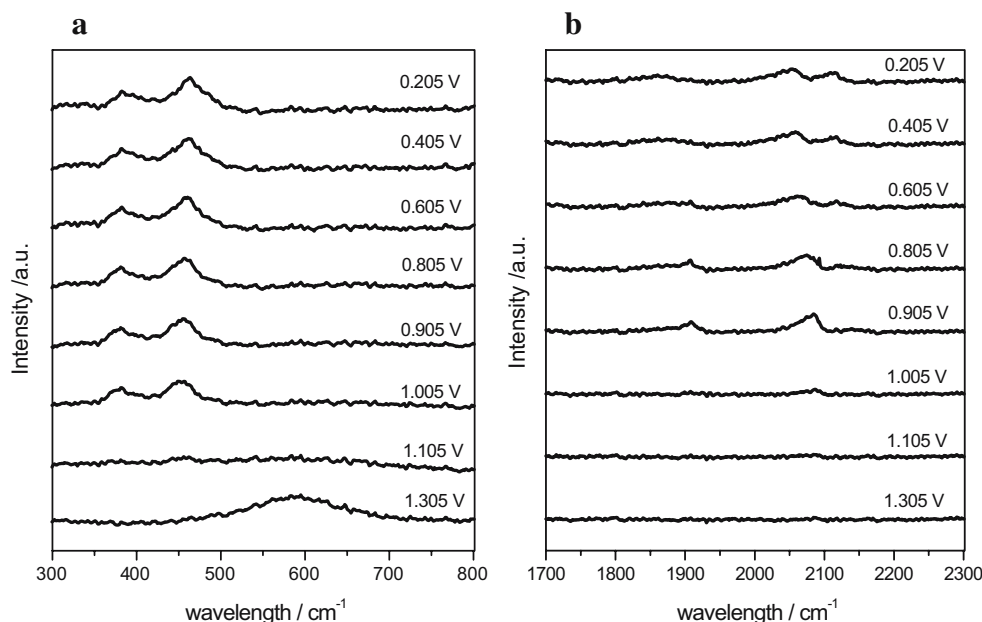 a
Intensity /a.u.
0.205 V
0.405 V
0.605 V
0.805 V
0.905 V
1.005 V
1.105 V
1.305 V
300 400 500 600 700 800
wavelength / cm⁻¹
b
Intensity /a.u.
0.205 V
0.405 V
0.605 V
0.805 V
0.905 V
1.005 V
1.105 V
1.305 V
1700 1800 1900 2000 2100 2200 2300
wavelength / cm⁻¹